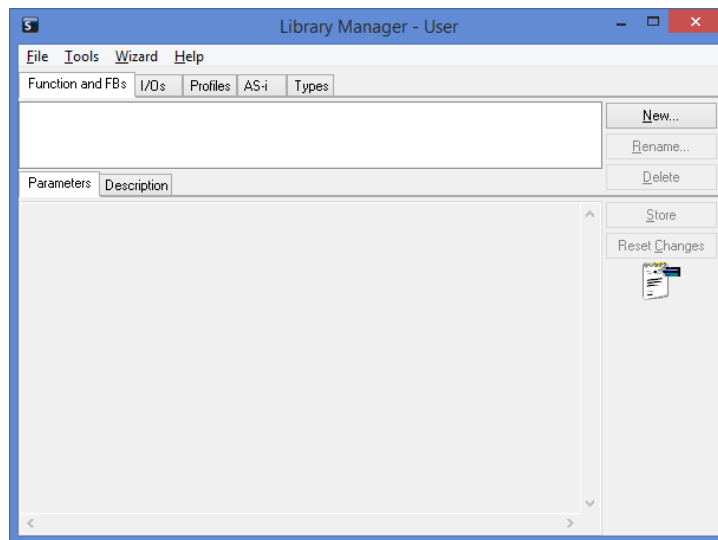 S
Library Manager - User
File Tools Wizard Help
Function and FBs I/Os Profiles AS-i Types
New...
Rename...
Delete
Parameters Description
Store
Reset Changes